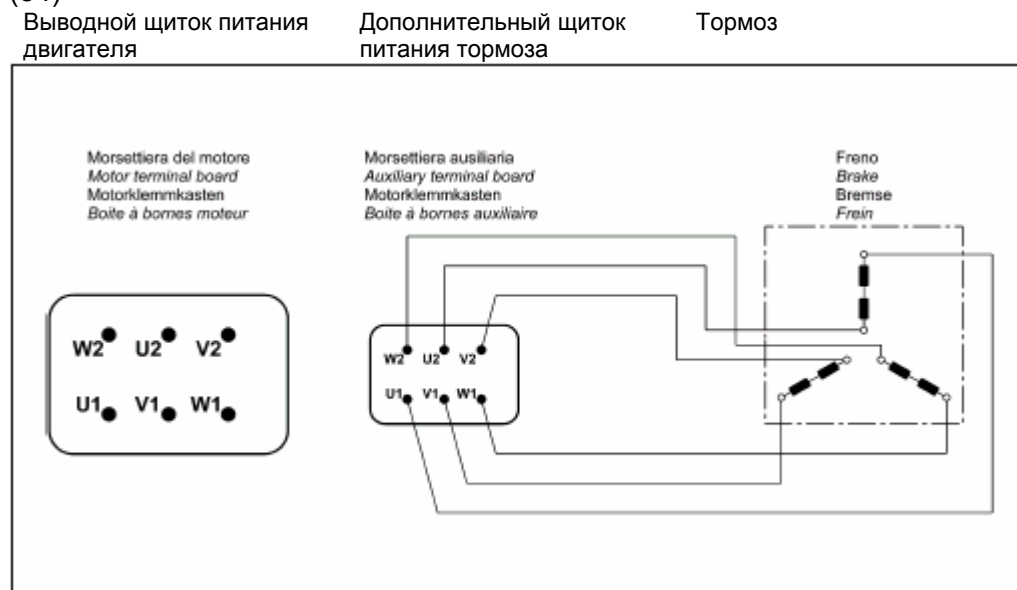 Выводной щиток питания
двигателя
Дополнительный щиток
питания тормоза
Тормоз
Morsettiera del motore
Motor terminal board
Motorklemmkasten
Boite à bornes moteur
Morsettiera ausiliaria
Auxiliary terminal board
Motorklemmkasten
Boite à bornes auxiliaire
Freno
Brake
Bremse
Frein
W2 U2 V2
U1 V1 W1
W2 U2 V2
U1 V1 W1